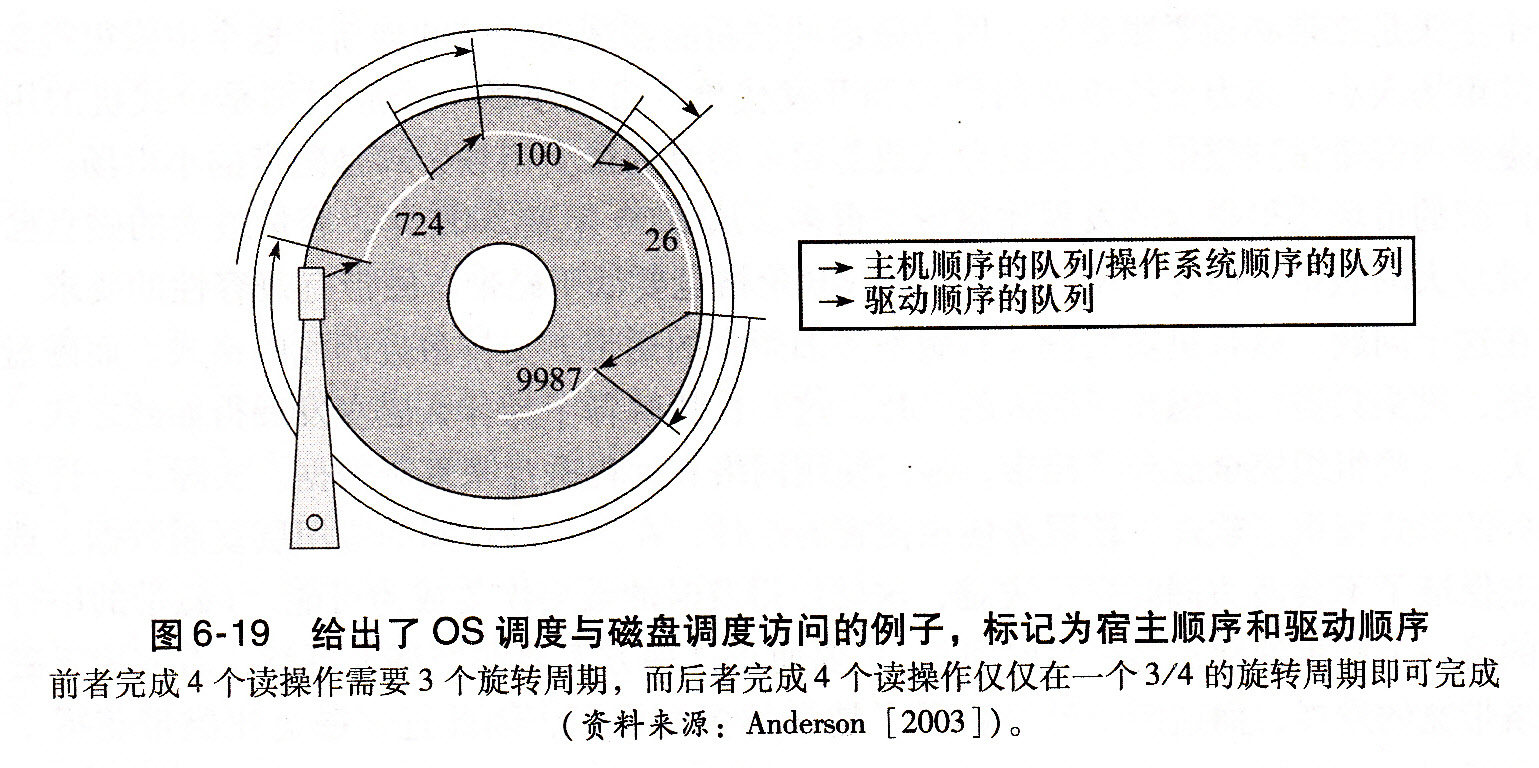 100
724
26
9987
→ 主机顺序的队列/操作系统顺序的队列
→ 驱动顺序的队列
图 6-19 给出了 OS 调度与磁盘调度访问的例子，标记为宿主顺序和驱动顺序
前者完成 4 个读操作需要 3 个旋转周期，而后者完成 4 个读操作仅仅在一个 3/4 的旋转周期即可完成
（资料来源：Anderson［2003］）。